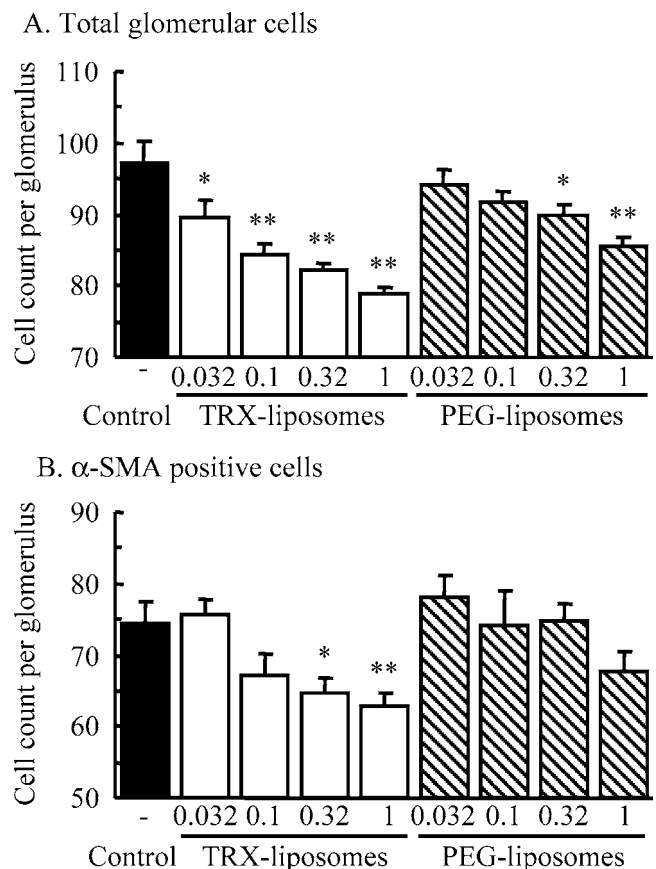 A. Total glomerular cells
Cell count per glomerulus
110
100
90
80
70
* ** ** ** * **
- 0.032 0.1 0.32 1 0.032 0.1 0.32 1
Control TRX-liposomes PEG-liposomes
B. α-SMA positive cells
Cell count per glomerulus
90
80
70
60
50
* **
- 0.032 0.1 0.32 1 0.032 0.1 0.32 1
Control TRX-liposomes PEG-liposomes